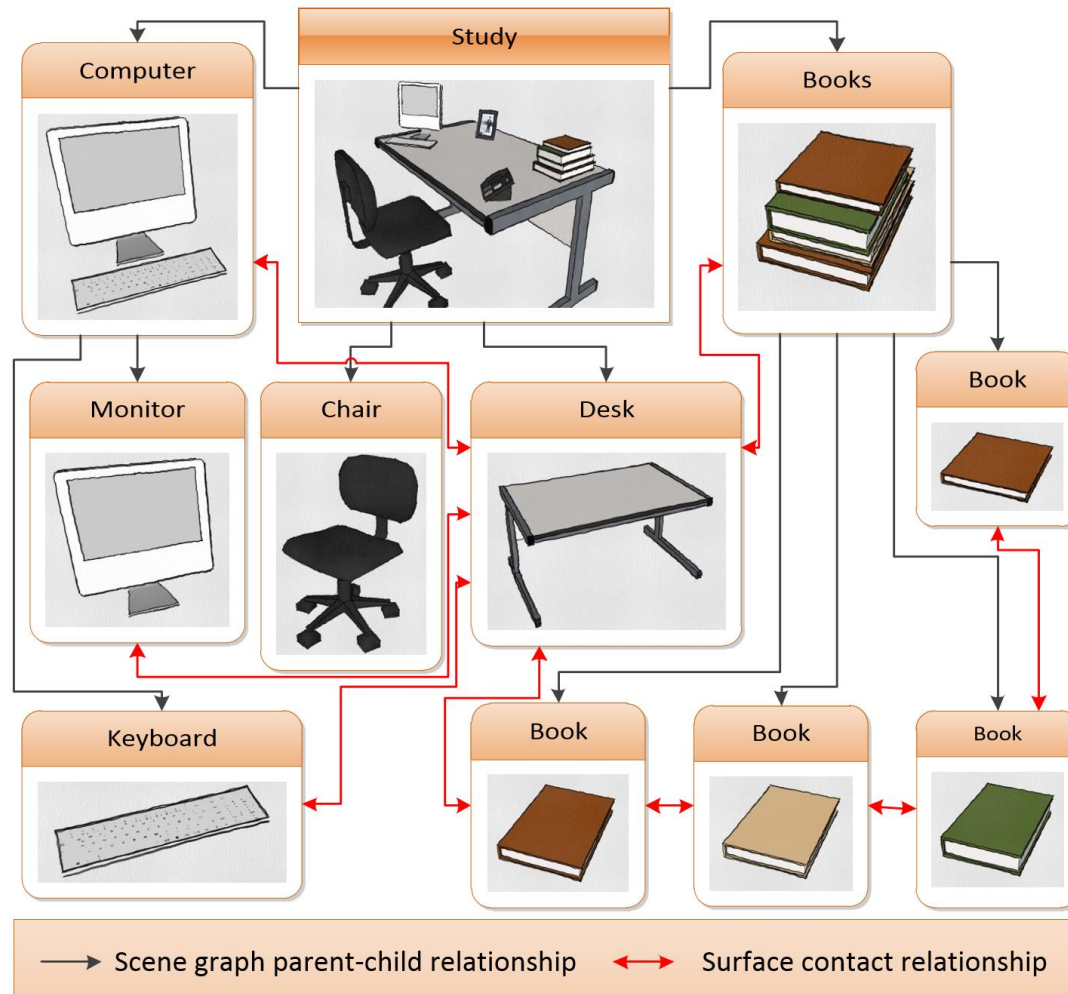 Study
Computer
Books
Monitor
Chair
Desk
Book
Keyboard
Book
Book
Book
Scene graph parent-child relationship
Surface contact relationship